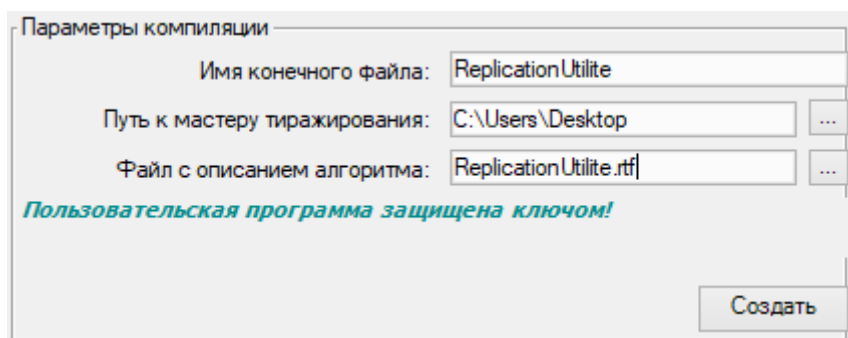 Параметры компиляции
Имя конечного файла: ReplicationUtilite
Путь к мастеру тиражирования: C:\Users\Desktop ...
Файл с описанием алгоритма: ReplicationUtilite.rtf ...
Пользовательская программа защищена ключом!
Создать